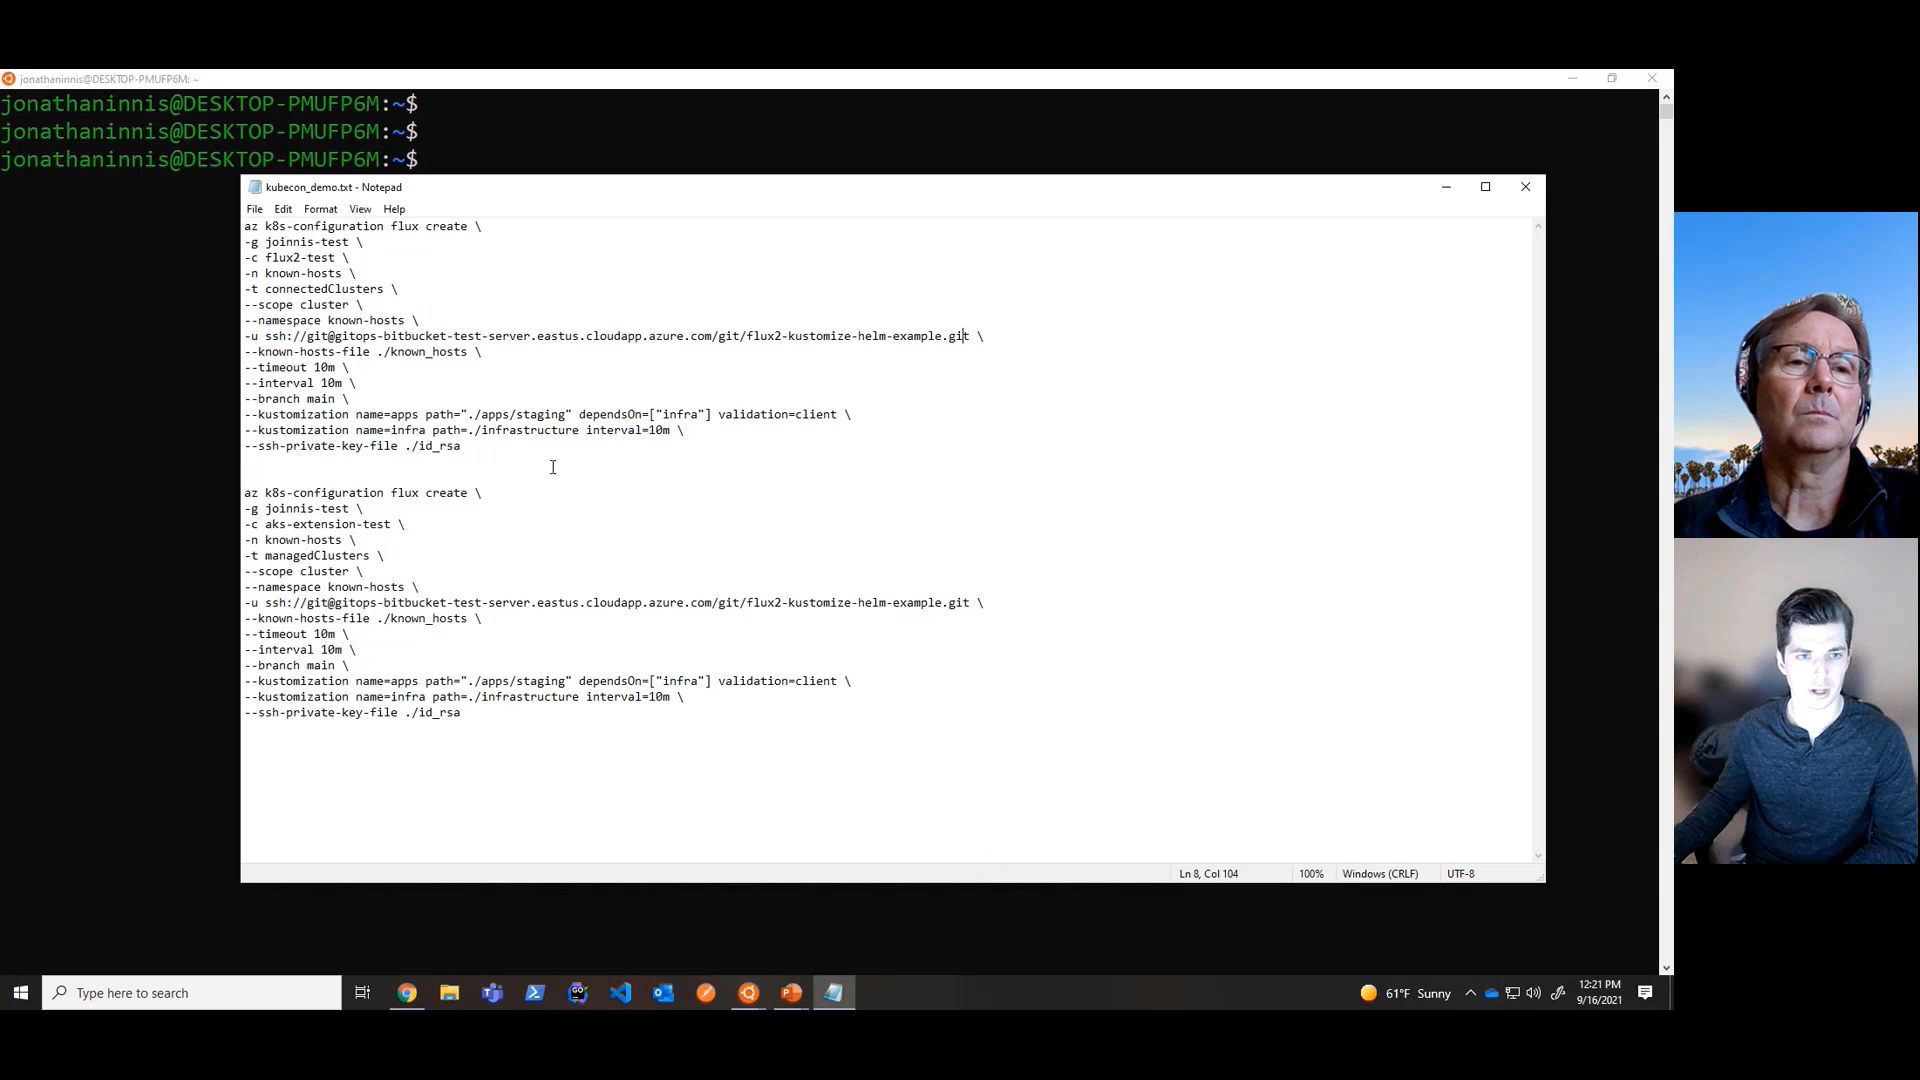 jonathaninnis@DESKTOP-PMUFP6M: ~
jonathaninnis@DESKTOP-PMUFP6M:~$
jonathaninnis@DESKTOP-PMUFP6M:~$
jonathaninnis@DESKTOP-PMUFP6M:~$
kubecon_demo.txt - Notepad
File Edit Format View Help
az k8s-configuration flux create \
-g joinnis-test \
-c flux2-test \
-n known-hosts \
-t connectedClusters \
--scope cluster \
--namespace known-hosts \
-u ssh://git@gitops-bitbucket-test-server.eastus.cloudapp.azure.com/git/flux2-kustomize-helm-example.git \
--known-hosts-file ./known_hosts \
--timeout 10m \
--interval 10m \
--branch main \
--kustomization name=apps path="./apps/staging" dependsOn=["infra"] validation=client \
--kustomization name=infra path=./infrastructure interval=10m \
--ssh-private-key-file ./id_rsa
az k8s-configuration flux create \
-g joinnis-test \
-c aks-extension-test \
-n known-hosts \
-t managedClusters \
--scope cluster \
--namespace known-hosts \
-u ssh://git@gitops-bitbucket-test-server.eastus.cloudapp.azure.com/git/flux2-kustomize-helm-example.git \
--known-hosts-file ./known_hosts \
--timeout 10m \
--interval 10m \
--branch main \
--kustomization name=apps path="./apps/staging" dependsOn=["infra"] validation=client \
--kustomization name=infra path=./infrastructure interval=10m \
--ssh-private-key-file ./id_rsa
Ln 8, Col 104 100% Windows (CRLF) UTF-8
Type here to search
GO
61°F Sunny
12:21 PM
9/16/2021